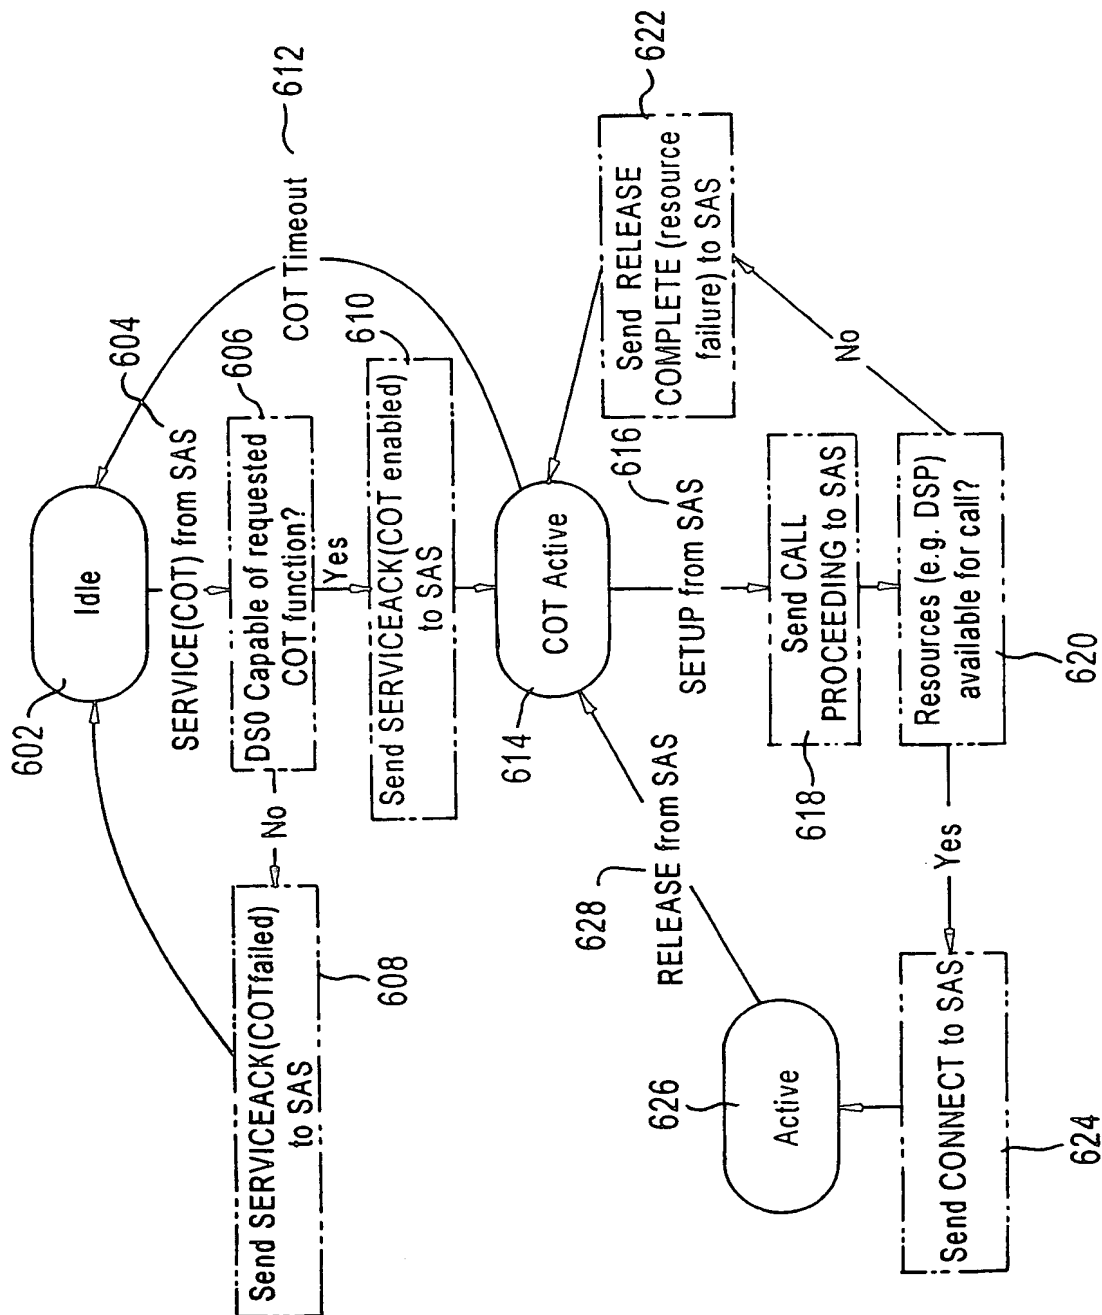 Idle
602
SERVICE(COT) from SAS
604
DS0 Capable of requested
COT function?
606
No
Yes
Send SERVICEACK(COTfailed)
to SAS
608
Send SERVICEACK(COT enabled)
to SAS
610
COT Timeout
612
COT Active
614
SETUP from SAS
616
Send CALL
PROCEEDING to SAS
618
Resources (e.g. DSP)
available for call?
620
No
Send RELEASE
COMPLETE (resource
failure) to SAS
622
Yes
Send CONNECT to SAS
624
Active
626
RELEASE from SAS
628